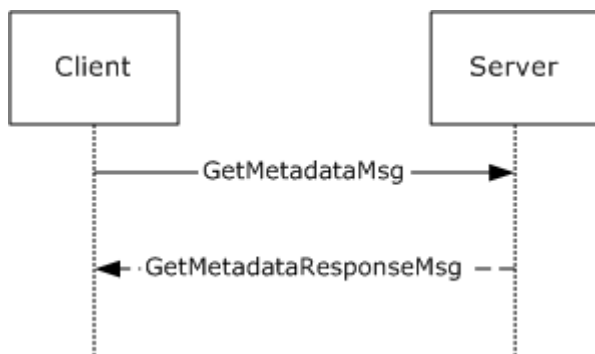 Client
Server
GetMetadataMsg
GetMetadataResponseMsg